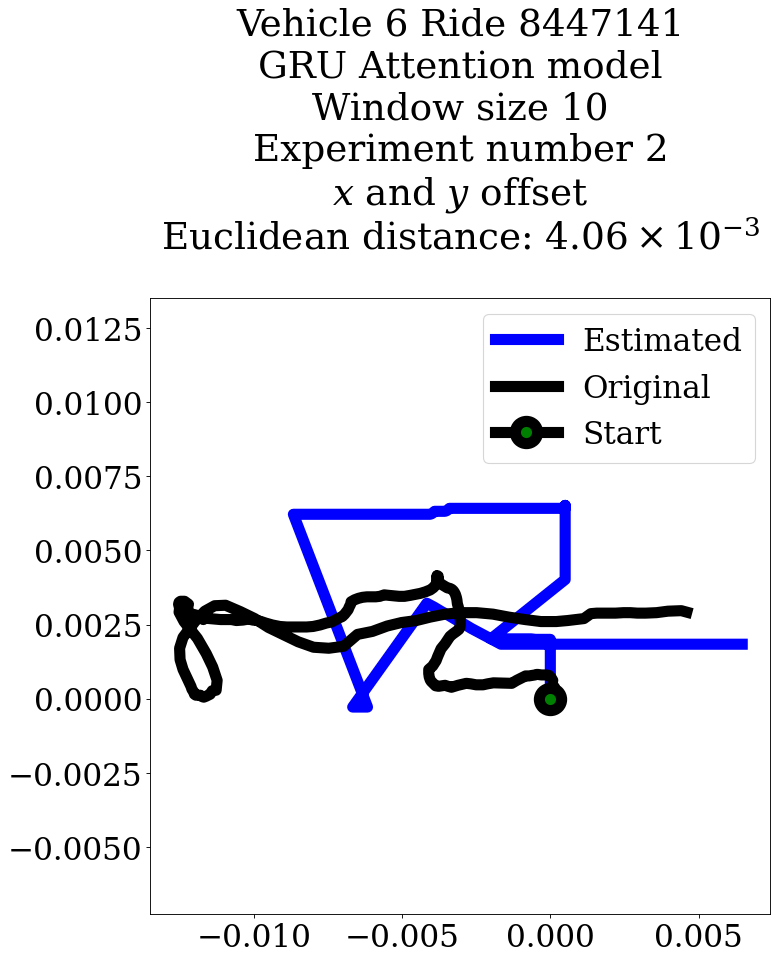 Vehicle 6 Ride 8447141
GRU Attention model
Window size 10
Experiment number 2
x and y offset
Euclidean distance: 4.06 × 10⁻³
Estimated
Original
Start
0.0125
0.0100
0.0075
0.0050
0.0025
0.0000
−0.0025
−0.0050
−0.010 −0.005 0.000 0.005